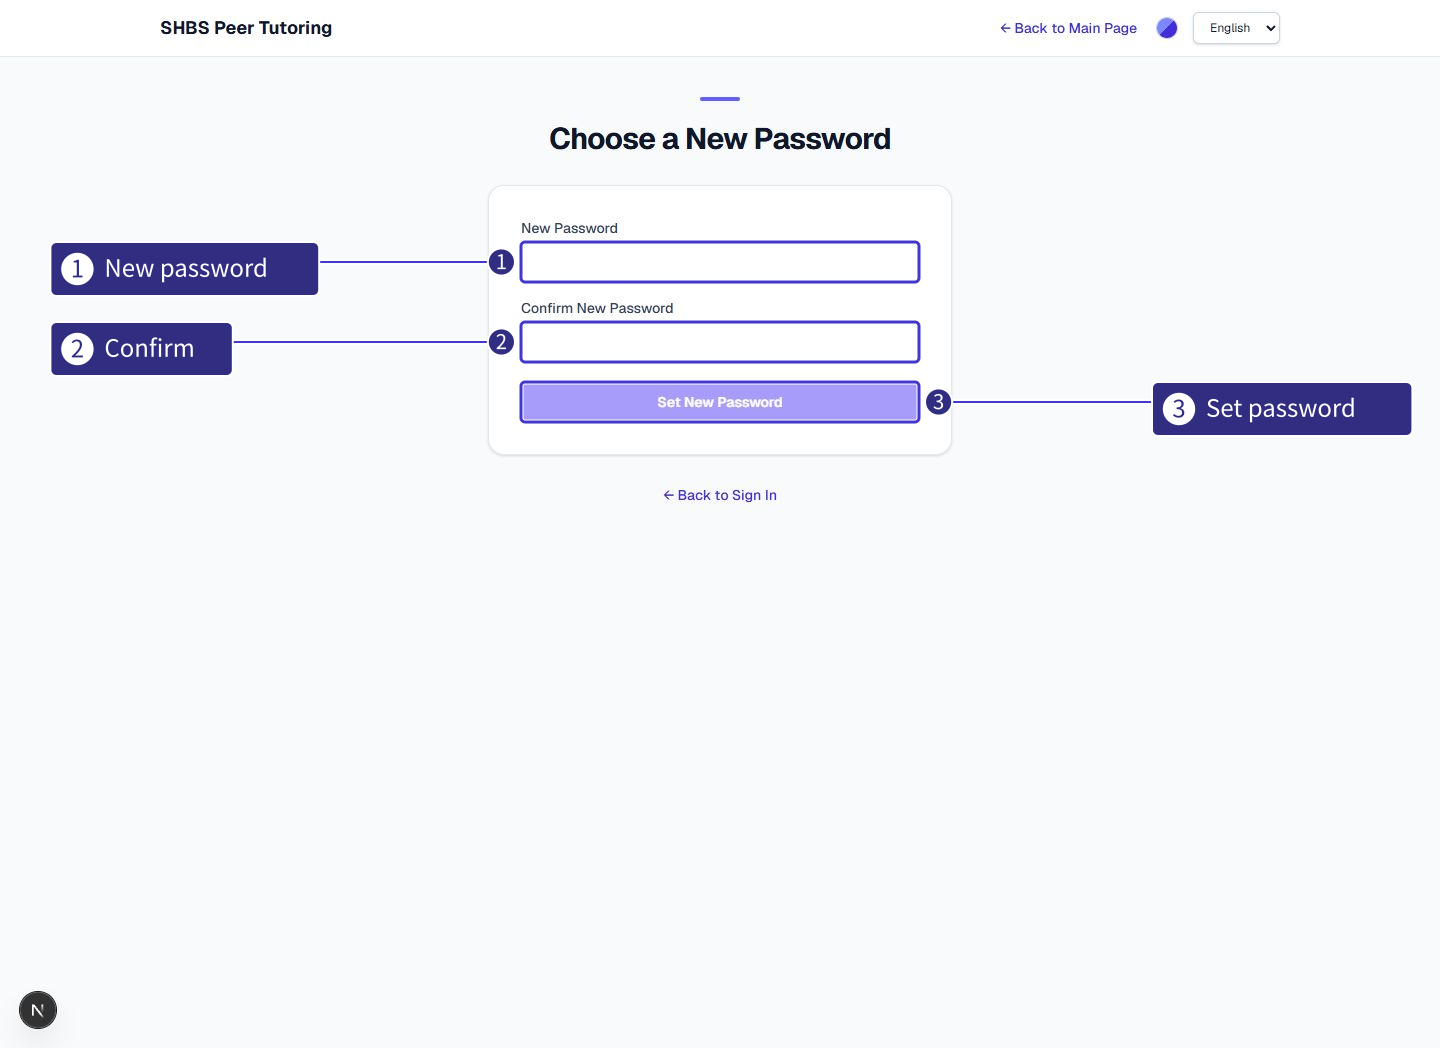 SHBS Peer Tutoring
← Back to Main Page
English
Choose a New Password
New Password
1 New password
1
Confirm New Password
2 Confirm
2
Set New Password
3
3 Set password
← Back to Sign In
N